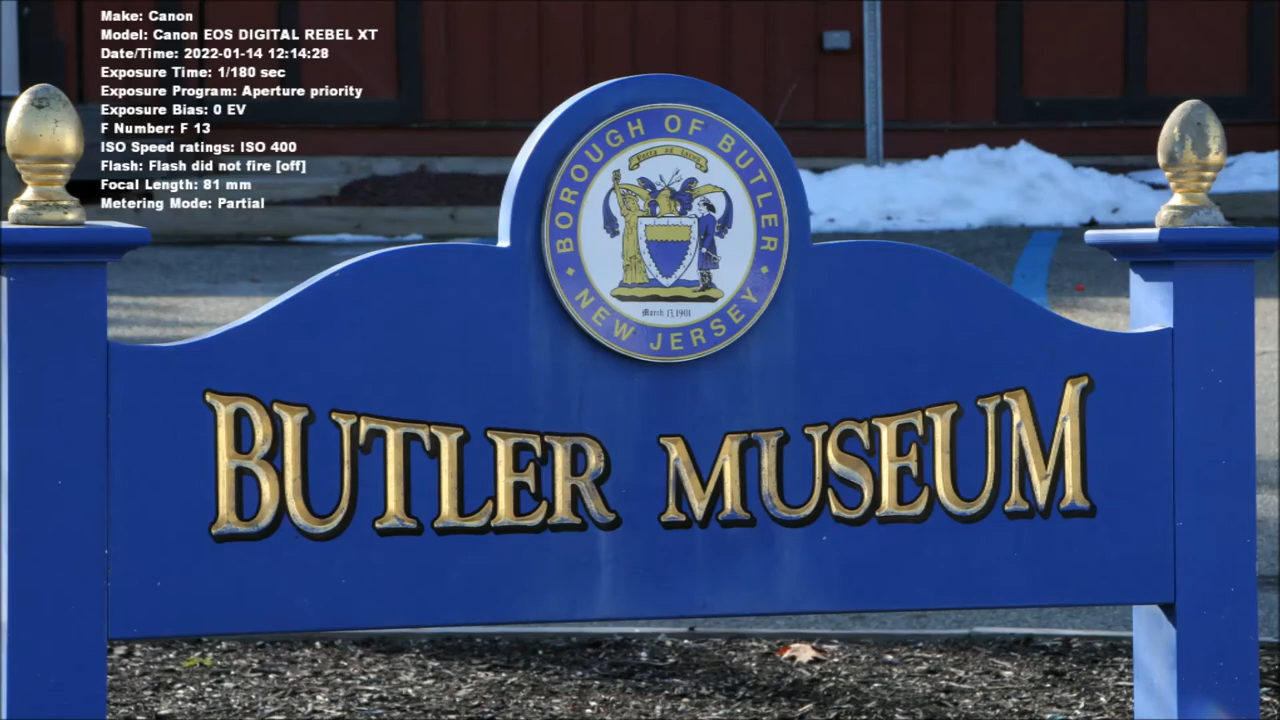 Make: Canon
Model: Canon EOS DIGITAL REBEL XT
Date/Time: 2022-01-14 12:14:28
Exposure Time: 1/180 sec
Exposure Program: Aperture priority
Exposure Bias: 0 EV
F Number: F 13
ISO Speed ratings: ISO 400
Flash: Flash did not fire [off]
Focal Length: 81 mm
Metering Mode: Partial
BOROUGH OF BUTLER
March 13, 1901
NEW JERSEY
BUTLER MUSEUM